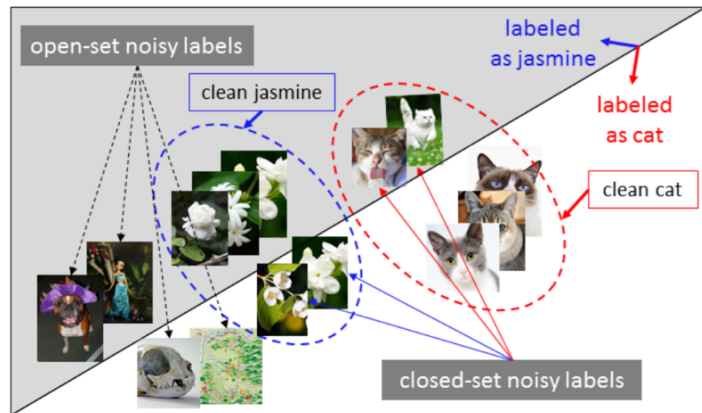 open-set noisy labels
labeled
as jasmine
clean jasmine
labeled
as cat
clean cat
closed-set noisy labels